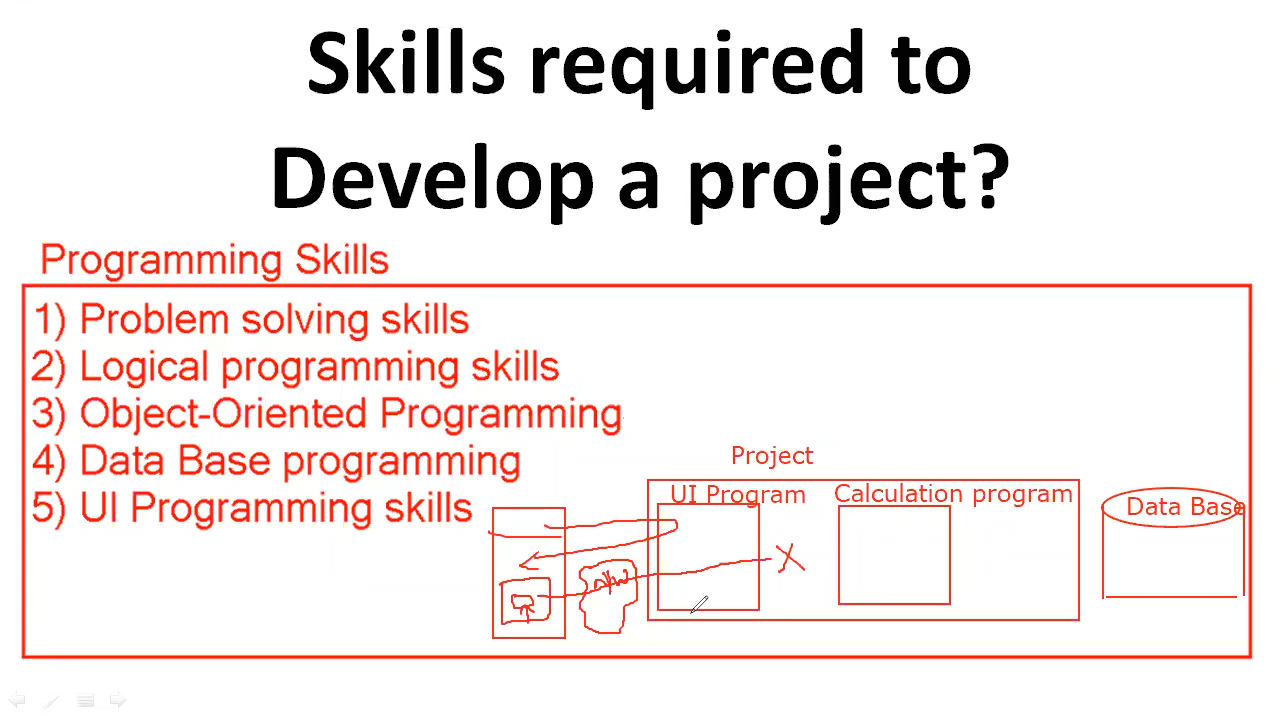 Skills required to
Develop a project?
Programming Skills
1) Problem solving skills
2) Logical programming skills
3) Object-Oriented Programming
4) Data Base programming
5) UI Programming skills
Project
UI Program
Calculation program
Data Base